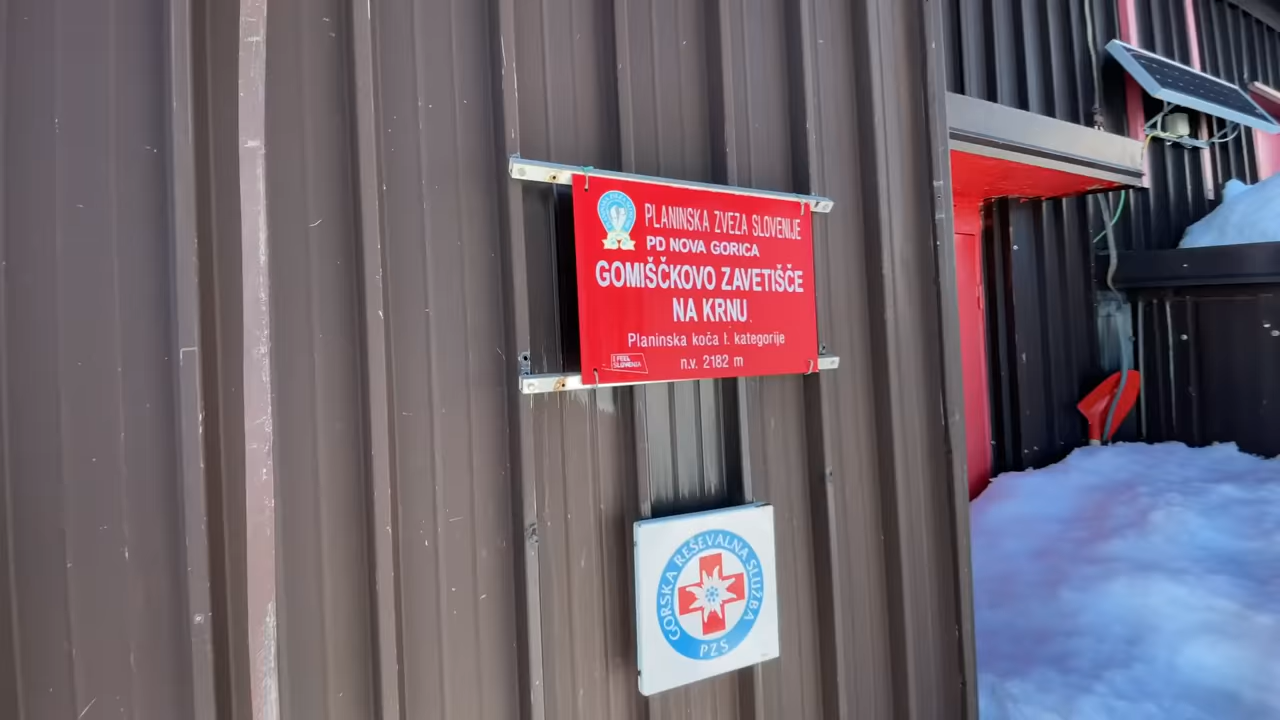 PLANINSKA ZVEZA SLOVENIJE
PD NOVA GORICA
GOMIŠČKOVO ZAVETIŠČE
NA KRNU
Planinska koča I. kategorije
n.v. 2182 m
I FEEL
SLOVENIA
GORSKA REŠEVALNA SLUŽBA
PZS